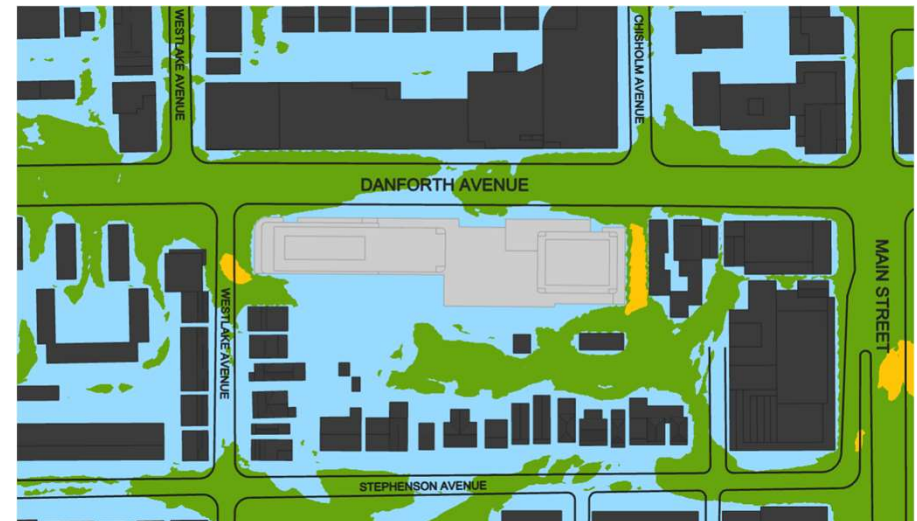 WESTLAKE AVENUE
CHISHOLM AVENUE
DANFORTH AVENUE
MAIN STREET
WESTLAKE AVENUE
STEPHENSON AVENUE